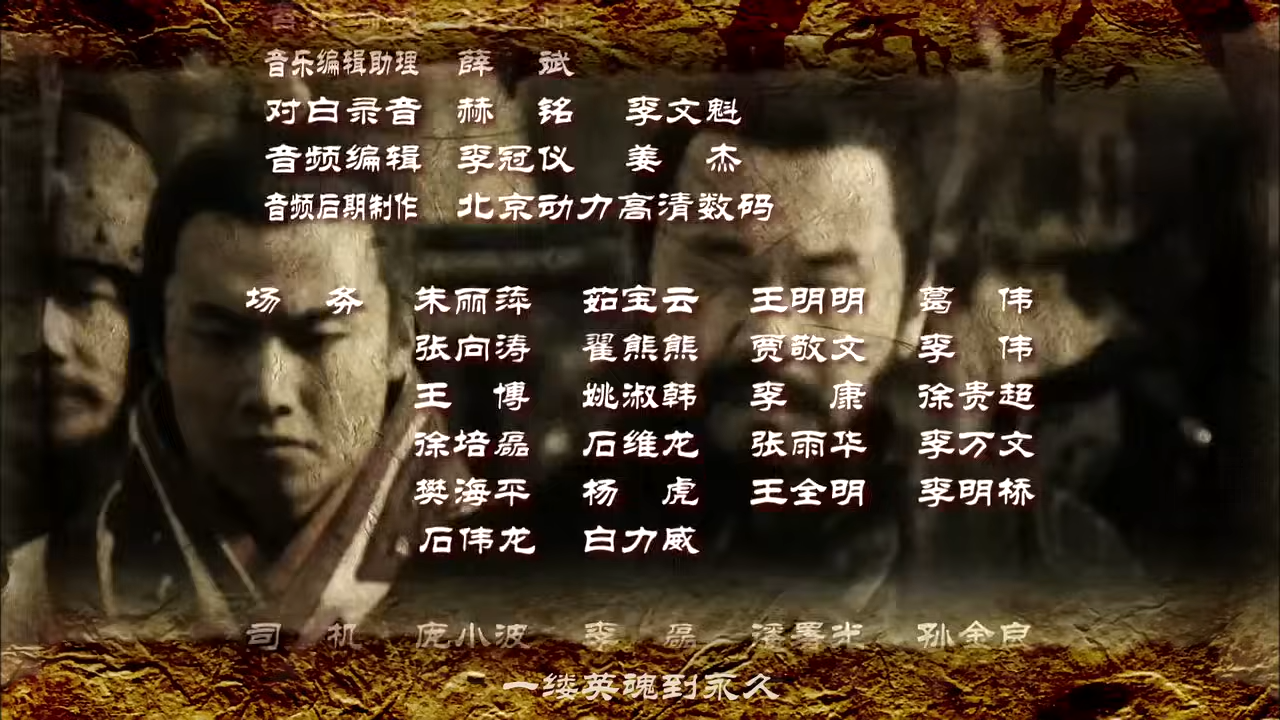 音乐编辑助理 薛 斌
对白录音 赫 铭 李文魁
音频编辑 李冠仪 姜 杰
音频后期制作 北京动力高清数码
场 务 朱丽萍 茹宝云 王明明 葛 伟
张向涛 翟熊熊 贾敬文 李 伟
王 博 姚淑韩 李 康 徐贵超
徐培磊 石维龙 张雨华 李万文
樊海平 杨 虎 王全明 李明桥
石伟龙 白力威
司 机 庞小波 李 磊 孙金良
一缕英魂到永久